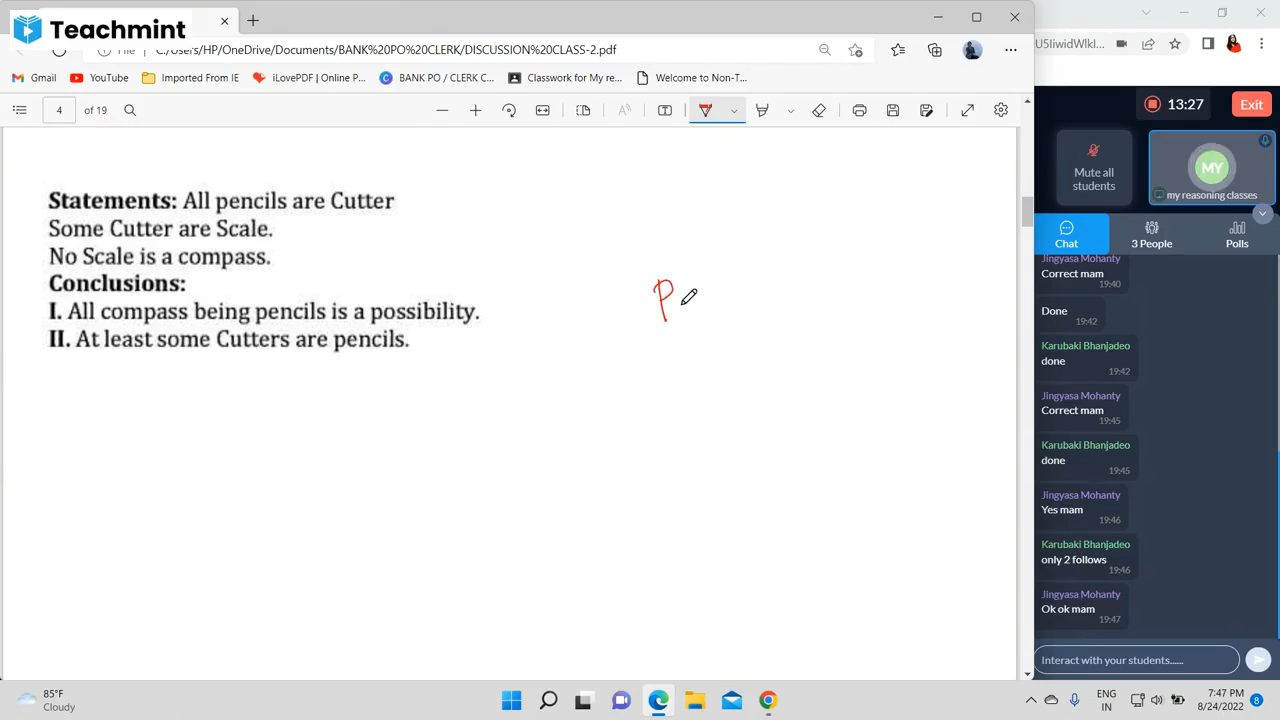 Teachmint
File C:/Users/HP/OneDrive/Documents/BANK%20PO%20CLERK/DISCUSSION%20CLASS-2.pdf
U5IiwidWlkI...
Gmail YouTube Imported From IE iLovePDF | Online P... BANK PO / CLERK C... Classwork for My re... Welcome to Non-T...
4 of 19
13:27 Exit
Mute all students
MY
my reasoning classes
Chat 3 People Polls
Statements: All pencils are Cutter
Some Cutter are Scale.
No Scale is a compass.
Conclusions:
I. All compass being pencils is a possibility.
II. At least some Cutters are pencils.
P
Jingyasa Mohanty
Correct mam
19:40
Done
19:42
Karubaki Bhanjadeo
done
19:42
Jingyasa Mohanty
Correct mam
19:45
Karubaki Bhanjadeo
done
19:45
Jingyasa Mohanty
Yes mam
19:46
Karubaki Bhanjadeo
only 2 follows
19:46
Jingyasa Mohanty
Ok ok mam
19:47
Interact with your students......
85°F
Cloudy
ENG
IN
7:47 PM
8/24/2022
8